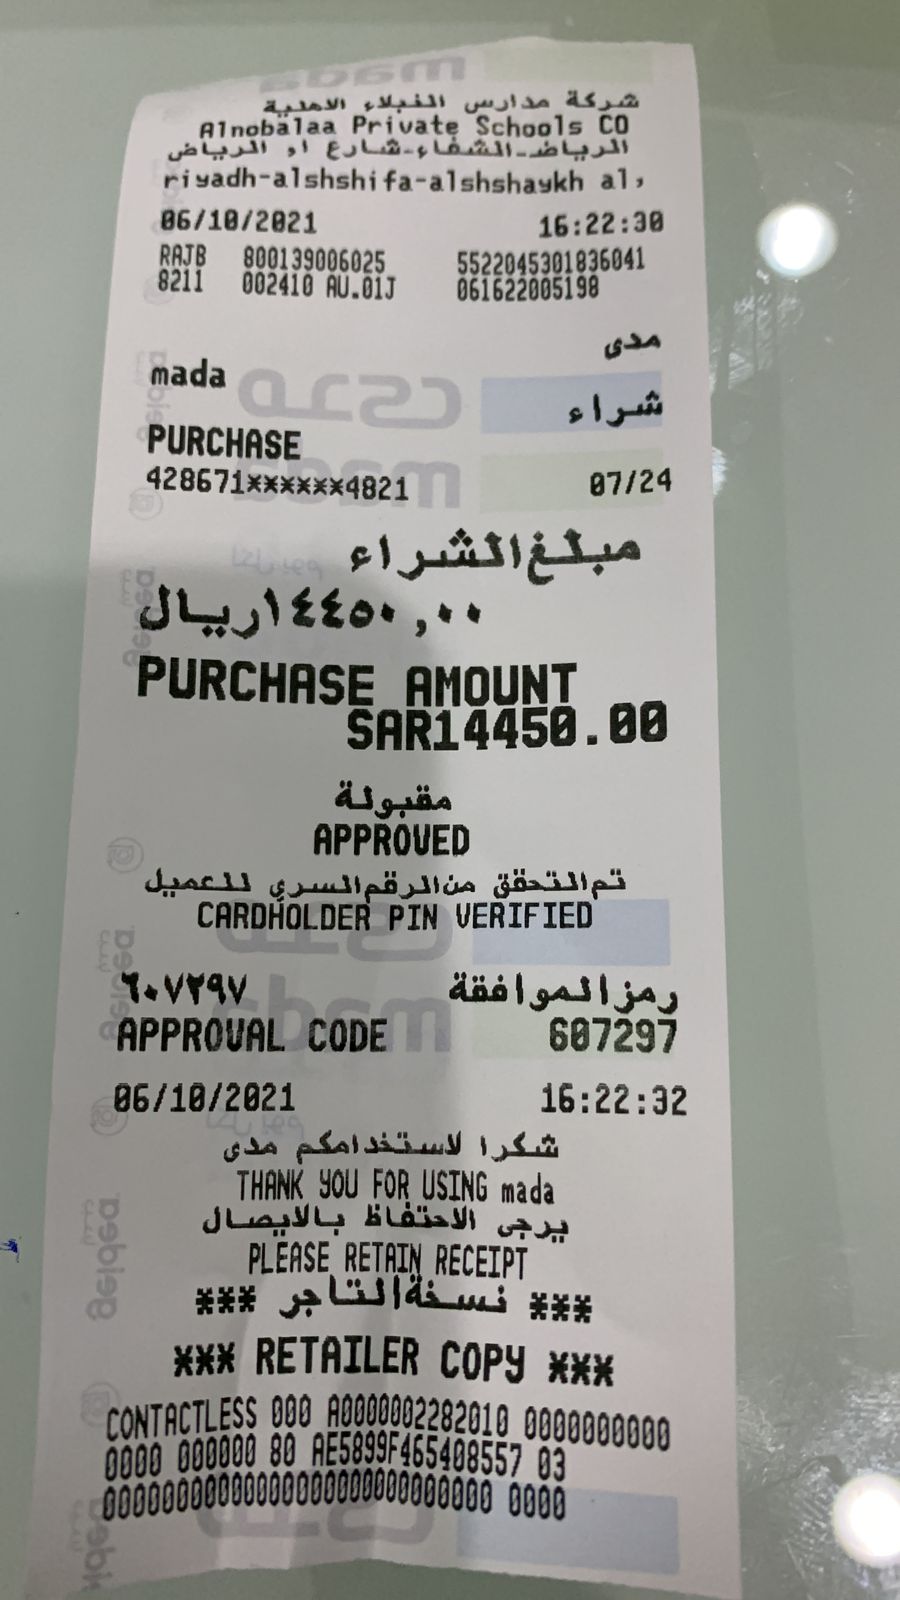 شركة مدارس النبلاء الاهلية
Alnobalaa Private Schools CO
الرياض-الشفاء-شارع او الرياض
riyadh-alshshifa-alshshaykh al,
06/10/2021 16:22:30
RAJB 800139006025 5522045301836041
8211 002410 AU.01J 061622005198
مدى
mada
شراء
PURCHASE
428671******4821 07/24
مبلغ الشراء
١٤٤٥٠,٠٠ ريال
PURCHASE AMOUNT
SAR14450.00
مقبولة
APPROVED
تم التحقق من الرقم السري للعميل
CARDHOLDER PIN VERIFIED
رمز الموافقة ٦٠٧٢٩٧
APPROVAL CODE 607297
06/10/2021 16:22:32
شكرا لاستخدامكم مدى
THANK YOU FOR USING mada
يرجى الاحتفاظ بالايصال
PLEASE RETAIN RECEIPT
*** نسخة التاجر ***
*** RETAILER COPY ***
CONTACTLESS 000 A0000002282010 0000000000
0000 000000 80 AE5899F465408557 03